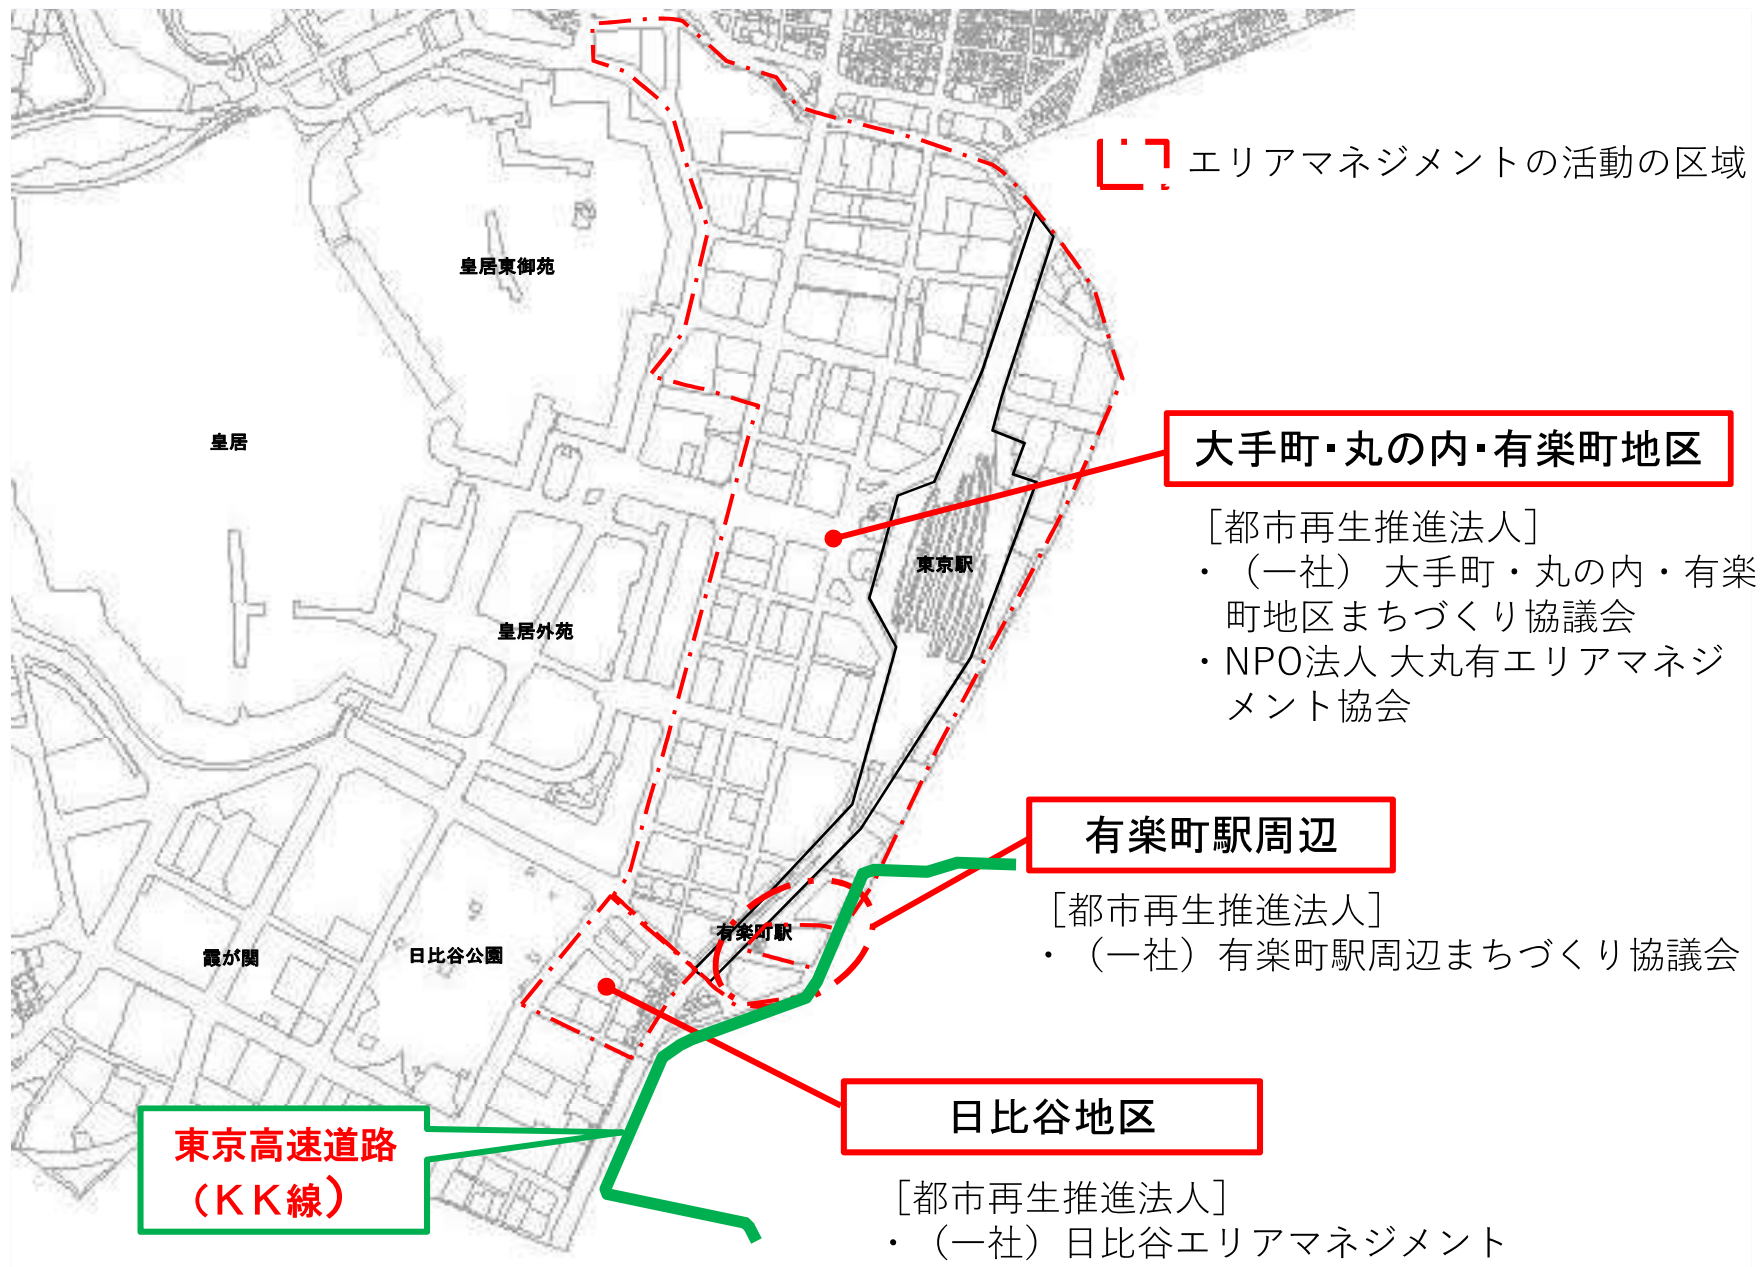 エリアマネジメントの活動の区域
皇居東御苑
皇居
大手町・丸の内・有楽町地区
［都市再生推進法人］
・（一社） 大手町・丸の内・有楽
町地区まちづくり協議会
・NPO法人 大丸有エリアマネジ
メント協会
東京駅
皇居外苑
有楽町駅周辺
［都市再生推進法人］
・（一社）有楽町駅周辺まちづくり協議会
有楽町駅
日比谷公園
霞が関
日比谷地区
［都市再生推進法人］
・（一社）日比谷エリアマネジメント
東京高速道路
（ＫＫ線）